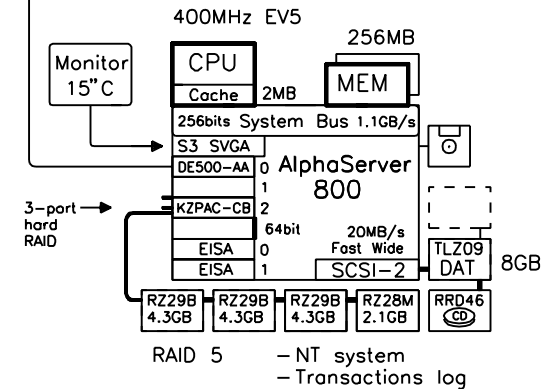 400MHz EV5
256MB
Monitor
15"C
CPU
Cache
2MB
MEM
256bits System Bus 1.1GB/s
S3 SVGA
DE500-AA 0
1
AlphaServer
800
3-port
hard
RAID
KZPAC-CB 2
64bit
20MB/s
Fast Wide
EISA 0
EISA 1
SCSI-2
TLZ09
DAT
8GB
RZ29B
4.3GB
RZ29B
4.3GB
RZ29B
4.3GB
RZ28M
2.1GB
RRD46
CD
RAID 5
- NT system
- Transactions log